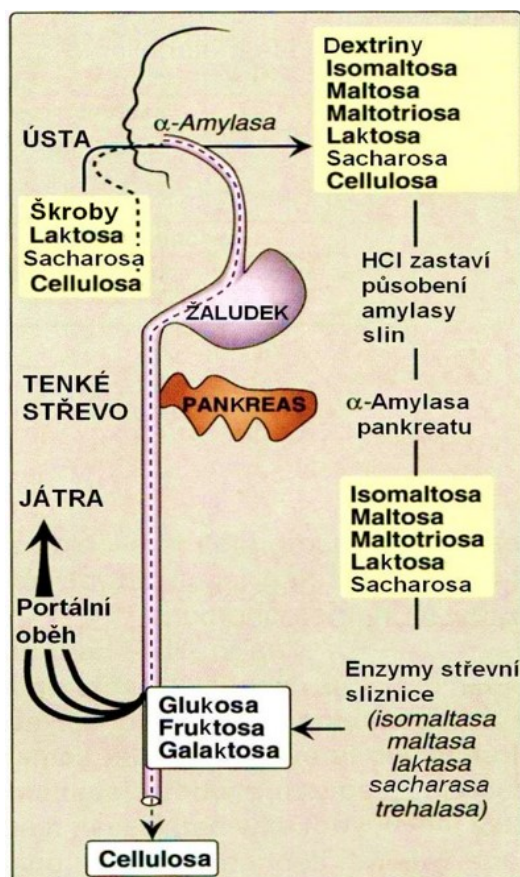 ÚSTA
α-Amylasa
Dextriny
Isomaltosa
Maltosa
Maltotriosa
Laktosa
Sacharosa
Cellulosa
Škroby
Laktosa
Sacharosa
Cellulosa
HCl zastaví
působení
amylasy
slin
ŽALUDEK
TENKÉ
STŘEVO
PANKREAS
α-Amylasa
pankreatu
Isomaltosa
Maltosa
Maltotriosa
Laktosa
Sacharosa
JÁTRA
Portální
oběh
Enzymy střevní
sliznice
(isomaltasa
maltasa
laktasa
sacharasa
trehalasa)
Glukosa
Fruktosa
Galaktosa
Cellulosa